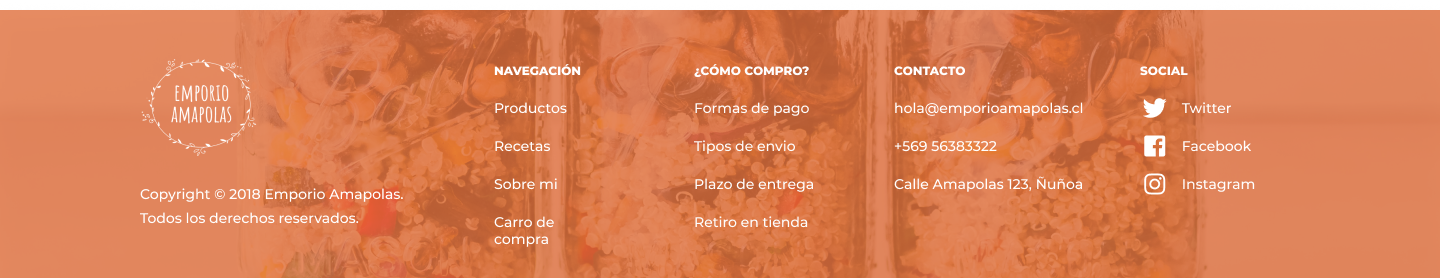 EMPORIO
AMAPOLAS
Copyright © 2018 Emporio Amapolas.
Todos los derechos reservados.
NAVEGACIÓN
Productos
Recetas
Sobre mi
Carro de
compra
¿CÓMO COMPRO?
Formas de pago
Tipos de envio
Plazo de entrega
Retiro en tienda
CONTACTO
hola@emporioamapolas.cl
+569 56383322
Calle Amapolas 123, Ñuñoa
SOCIAL
Twitter
Facebook
Instagram